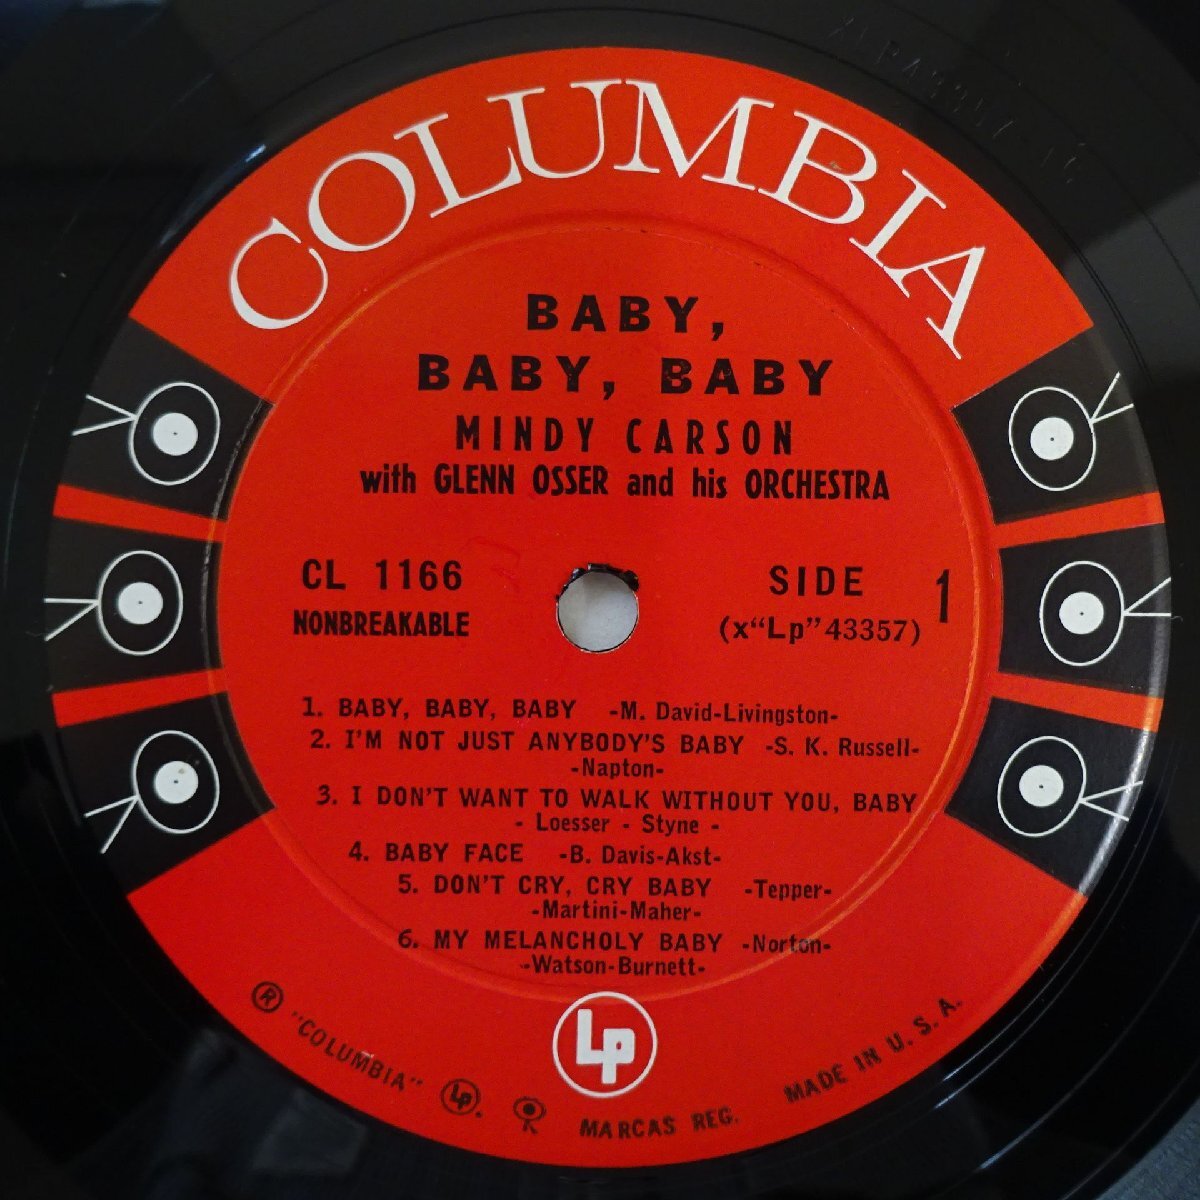 COLUMBIA
BABY,
BABY, BABY
MINDY CARSON
with GLENN OSSER and his ORCHESTRA
CL 1166
NONBREAKABLE
SIDE 1
(x“Lp”43357)
1. BABY, BABY, BABY -M. David-Livingston-
2. I'M NOT JUST ANYBODY'S BABY -S. K. Russell-
-Napton-
3. I DON'T WANT TO WALK WITHOUT YOU, BABY
- Loesser - Styne -
4. BABY FACE -B. Davis-Akst-
5. DON'T CRY, CRY BABY -Tepper-
-Martini-Maher-
6. MY MELANCHOLY BABY -Norton-
-Watson-Burnett-
Lp
® "COLUMBIA" Lp. MARCAS REG. MADE IN U.S.A.